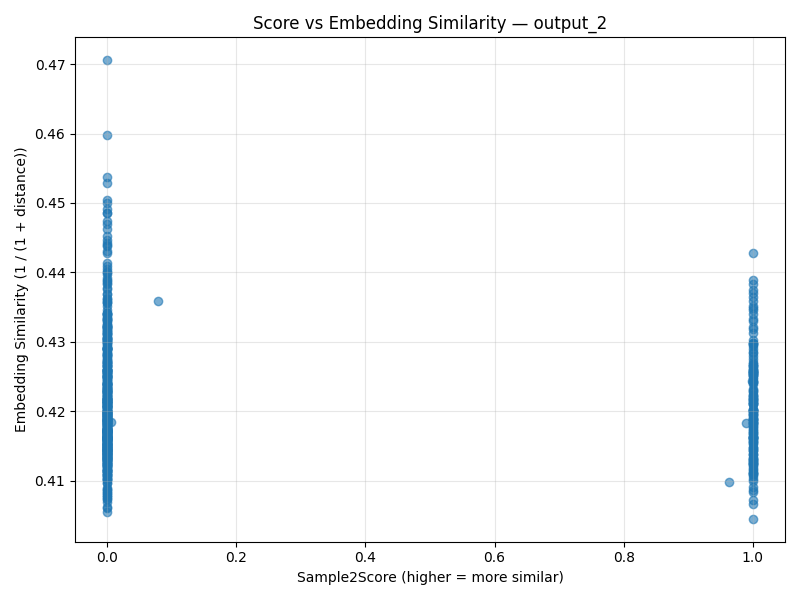 Score vs Embedding Similarity — output_2
Embedding Similarity (1 / (1 + distance))
0.47
0.46
0.45
0.44
0.43
0.42
0.41
0.0 0.2 0.4 0.6 0.8 1.0
Sample2Score (higher = more similar)